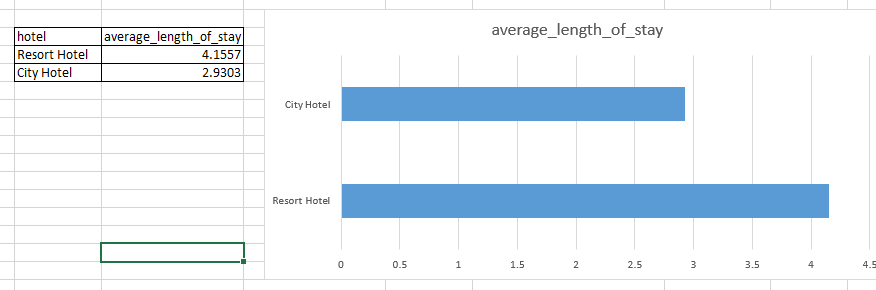 hotel average_length_of_stay
Resort Hotel 4.1557
City Hotel 2.9303
average_length_of_stay
City Hotel
Resort Hotel
0 0.5 1 1.5 2 2.5 3 3.5 4 4.5